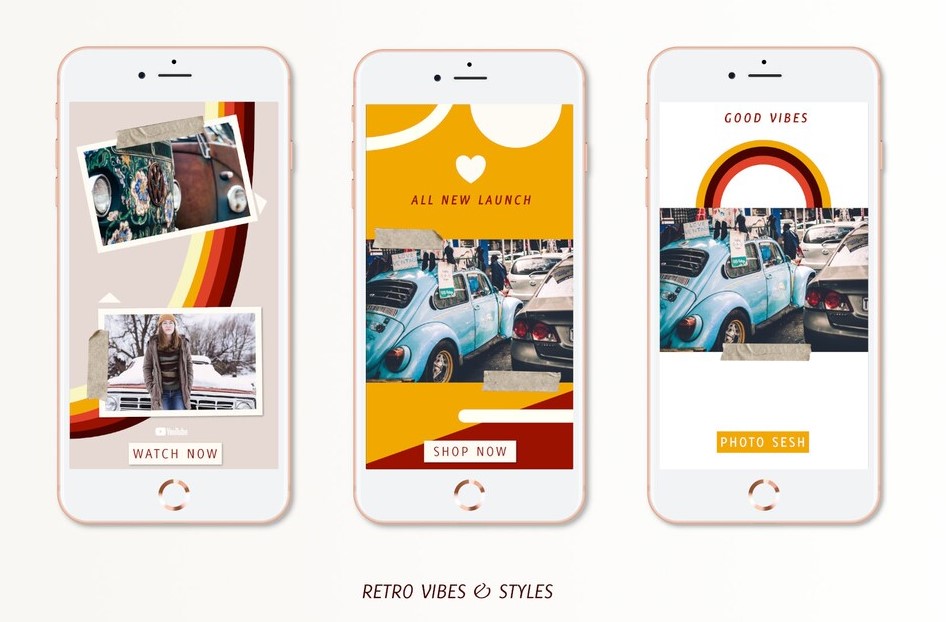 YouTube
WATCH NOW
ALL NEW LAUNCH
SHOP NOW
GOOD VIBES
PHOTO SESH
RETRO VIBES & STYLES